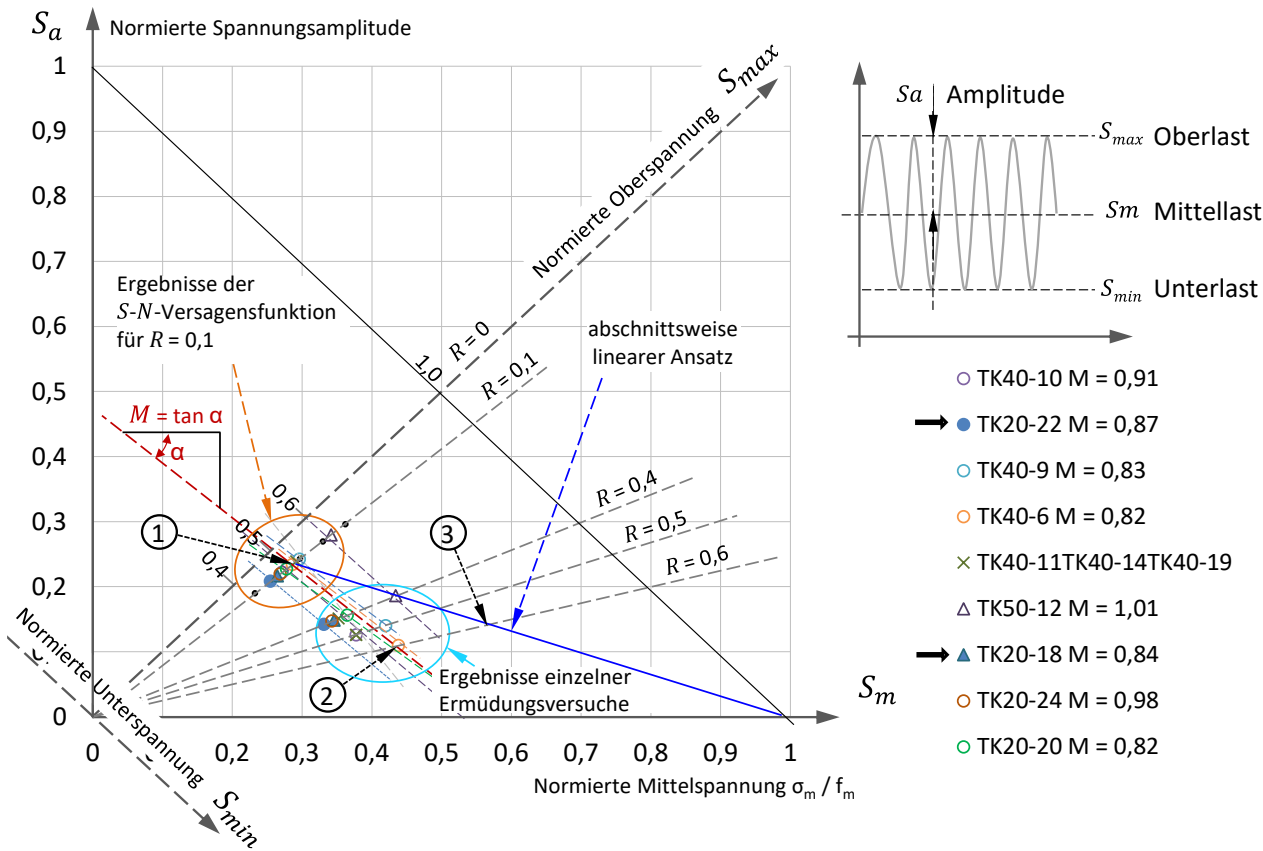 S_a Normierte Spannungsamplitude
1
0,9
0,8
0,7
0,6
0,5
0,4
0,3
0,2
0
Ergebnisse der
S-N-Versagensfunktion
für R = 0,1
M = tan α
α
Normierte Oberspannung S_max
1,0
R = 0
R = 0,1
abschnittsweise
linearer Ansatz
R = 0,4
R = 0,5
R = 0,6
0,6
0,5
0,4
1
2
3
Ergebnisse einzelner
Ermüdungsversuche
S_m
Normierte Unterspannung S_min
0
0,2
0,3
0,4
0,5
0,6
0,7
0,8
0,9
1
Normierte Mittelspannung σ_m / f_m
Sa Amplitude
S_max Oberlast
Sm Mittellast
S_min Unterlast
TK40-10 M = 0,91
TK20-22 M = 0,87
TK40-9 M = 0,83
TK40-6 M = 0,82
TK40-11TK40-14TK40-19
TK50-12 M = 1,01
TK20-18 M = 0,84
TK20-24 M = 0,98
TK20-20 M = 0,82